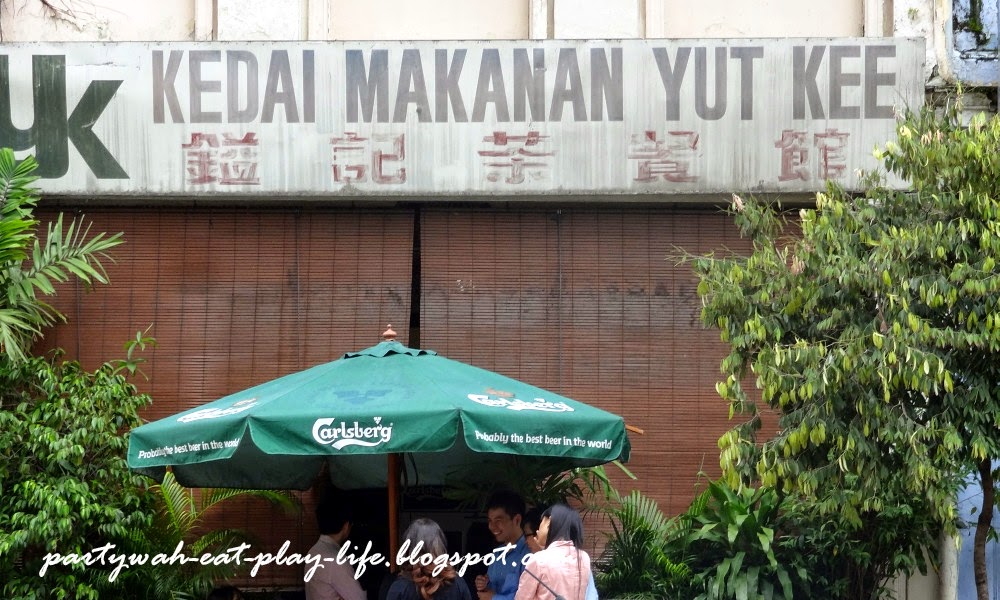 yk KEDAI MAKANAN YUT KEE
鎰記茶餐館
Carlsberg
Probably the best beer in the world
Carlsberg
Probably the best beer in the world
partywah-eat-play-life.blogspot.com